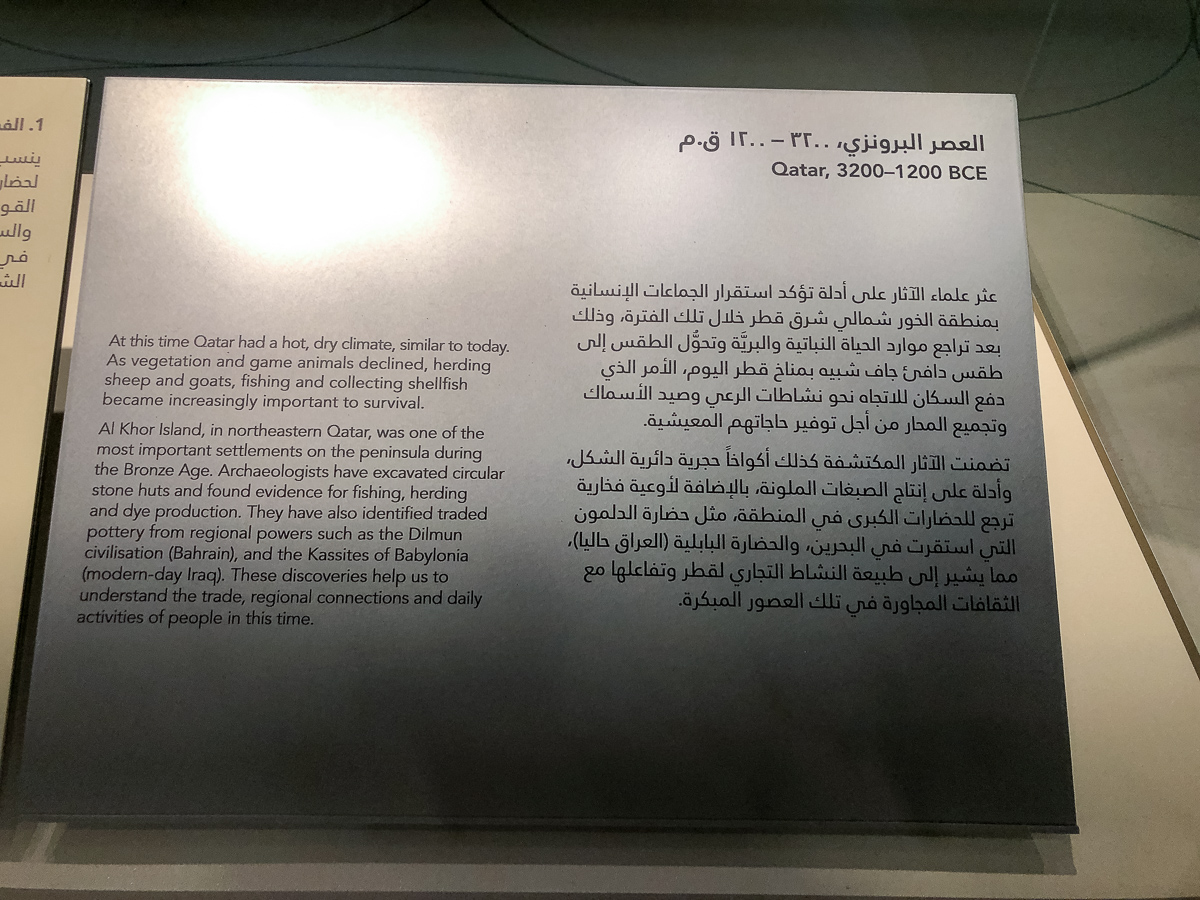 العصر البرونزي، ٣٢٠٠ – ١٢٠٠ ق.م
Qatar, 3200–1200 BCE
عثر علماء الآثار على أدلة تؤكد استقرار الجماعات الإنسانية
بمنطقة الخور شمالي شرق قطر خلال تلك الفترة، وذلك
بعد تراجع موارد الحياة النباتية والبريَّة وتحوُّل الطقس إلى
طقس دافئ جاف شبيه بمناخ قطر اليوم، الأمر الذي
دفع السكان للاتجاه نحو نشاطات الرعي وصيد الأسماك
وتجميع المحار من أجل توفير حاجاتهم المعيشية.
تضمنت الآثار المكتشفة كذلك أكواخاً حجرية دائرية الشكل،
وأدلة على إنتاج الصبغات الملونة، بالإضافة لأوعية فخارية
ترجع للحضارات الكبرى في المنطقة، مثل حضارة الدلمون
التي استقرت في البحرين، والحضارة البابلية (العراق حاليا)،
مما يشير إلى طبيعة النشاط التجاري لقطر وتفاعلها مع
الثقافات المجاورة في تلك العصور المبكرة.
At this time Qatar had a hot, dry climate, similar to today.
As vegetation and game animals declined, herding
sheep and goats, fishing and collecting shellfish
became increasingly important to survival.
Al Khor Island, in northeastern Qatar, was one of the
most important settlements on the peninsula during
the Bronze Age. Archaeologists have excavated circular
stone huts and found evidence for fishing, herding
and dye production. They have also identified traded
pottery from regional powers such as the Dilmun
civilisation (Bahrain), and the Kassites of Babylonia
(modern-day Iraq). These discoveries help us to
understand the trade, regional connections and daily
activities of people in this time.
1.
ينسب
في